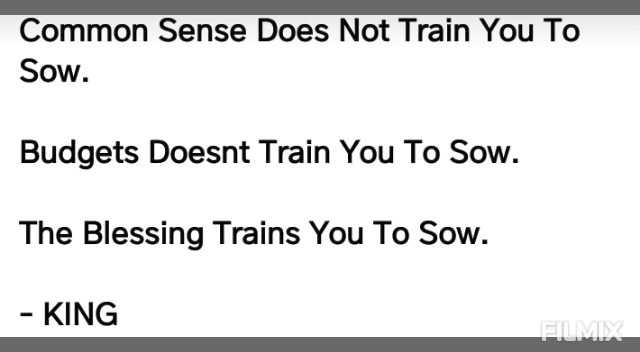 Common Sense Does Not Train You To
Sow.
Budgets Doesnt Train You To Sow.
The Blessing Trains You To Sow.
- KING
FILMIX